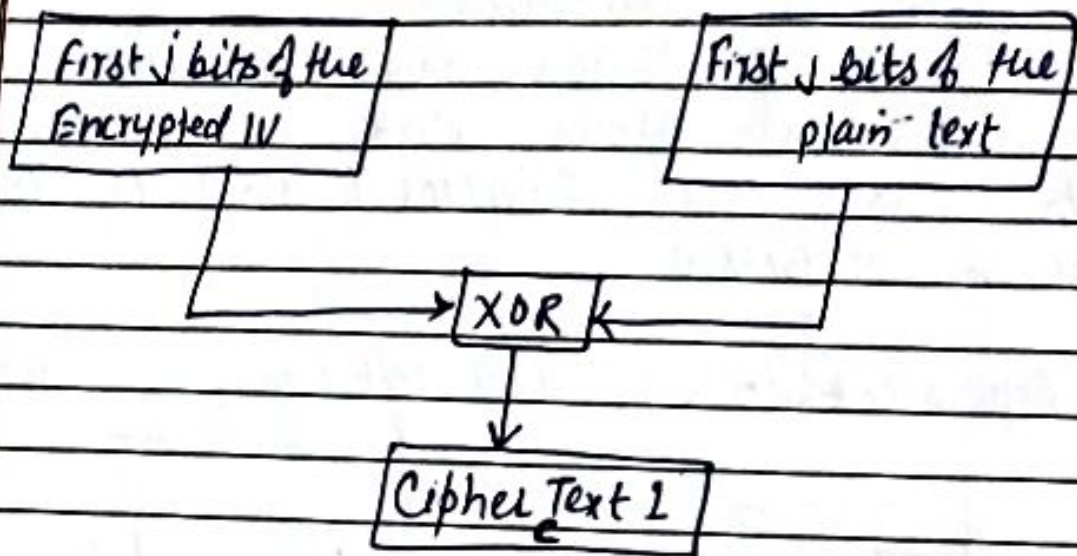 First j bits of the
Encrypted IV
First j bits of the
plain text
XOR
Cipher Text 1
C